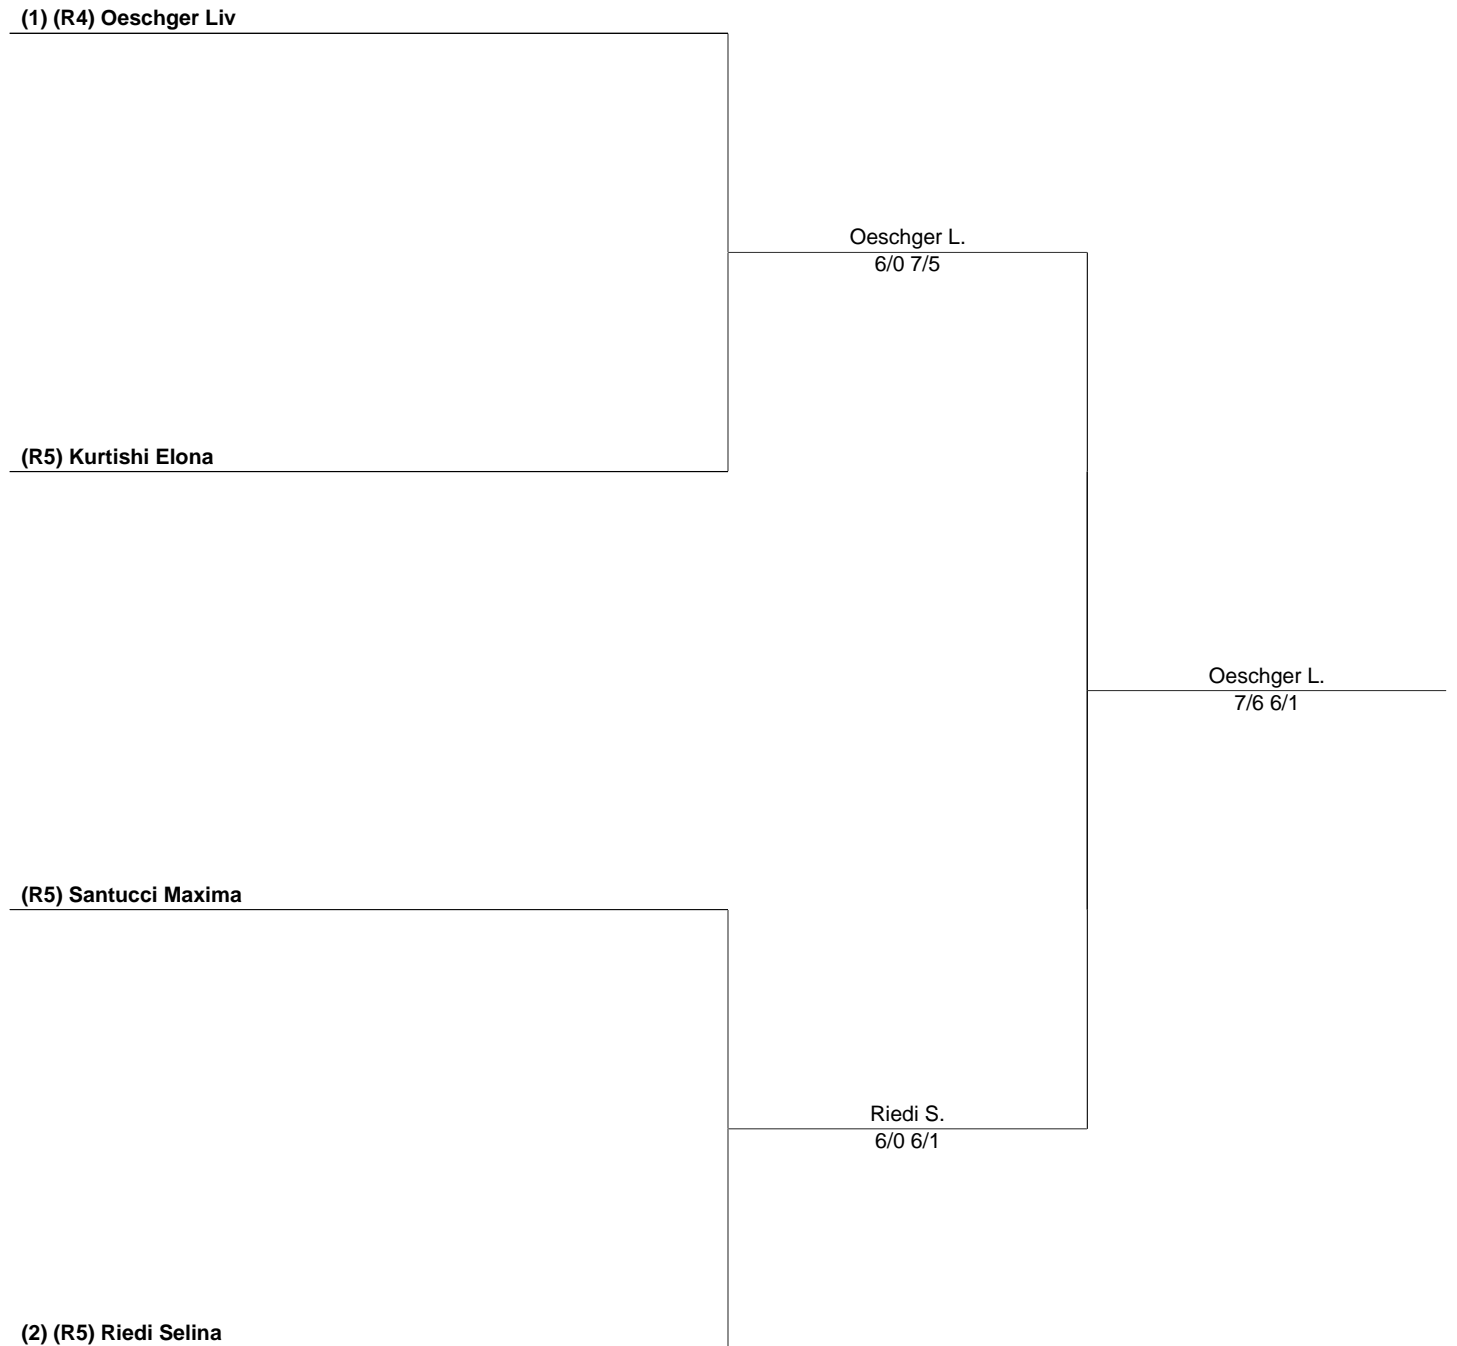 (1) (R4) Oeschger Liv
Oeschger L.
6/0 7/5
(R5) Kurtishi Elona
Oeschger L.
7/6 6/1
(R5) Santucci Maxima
Riedi S.
6/0 6/1
(2) (R5) Riedi Selina